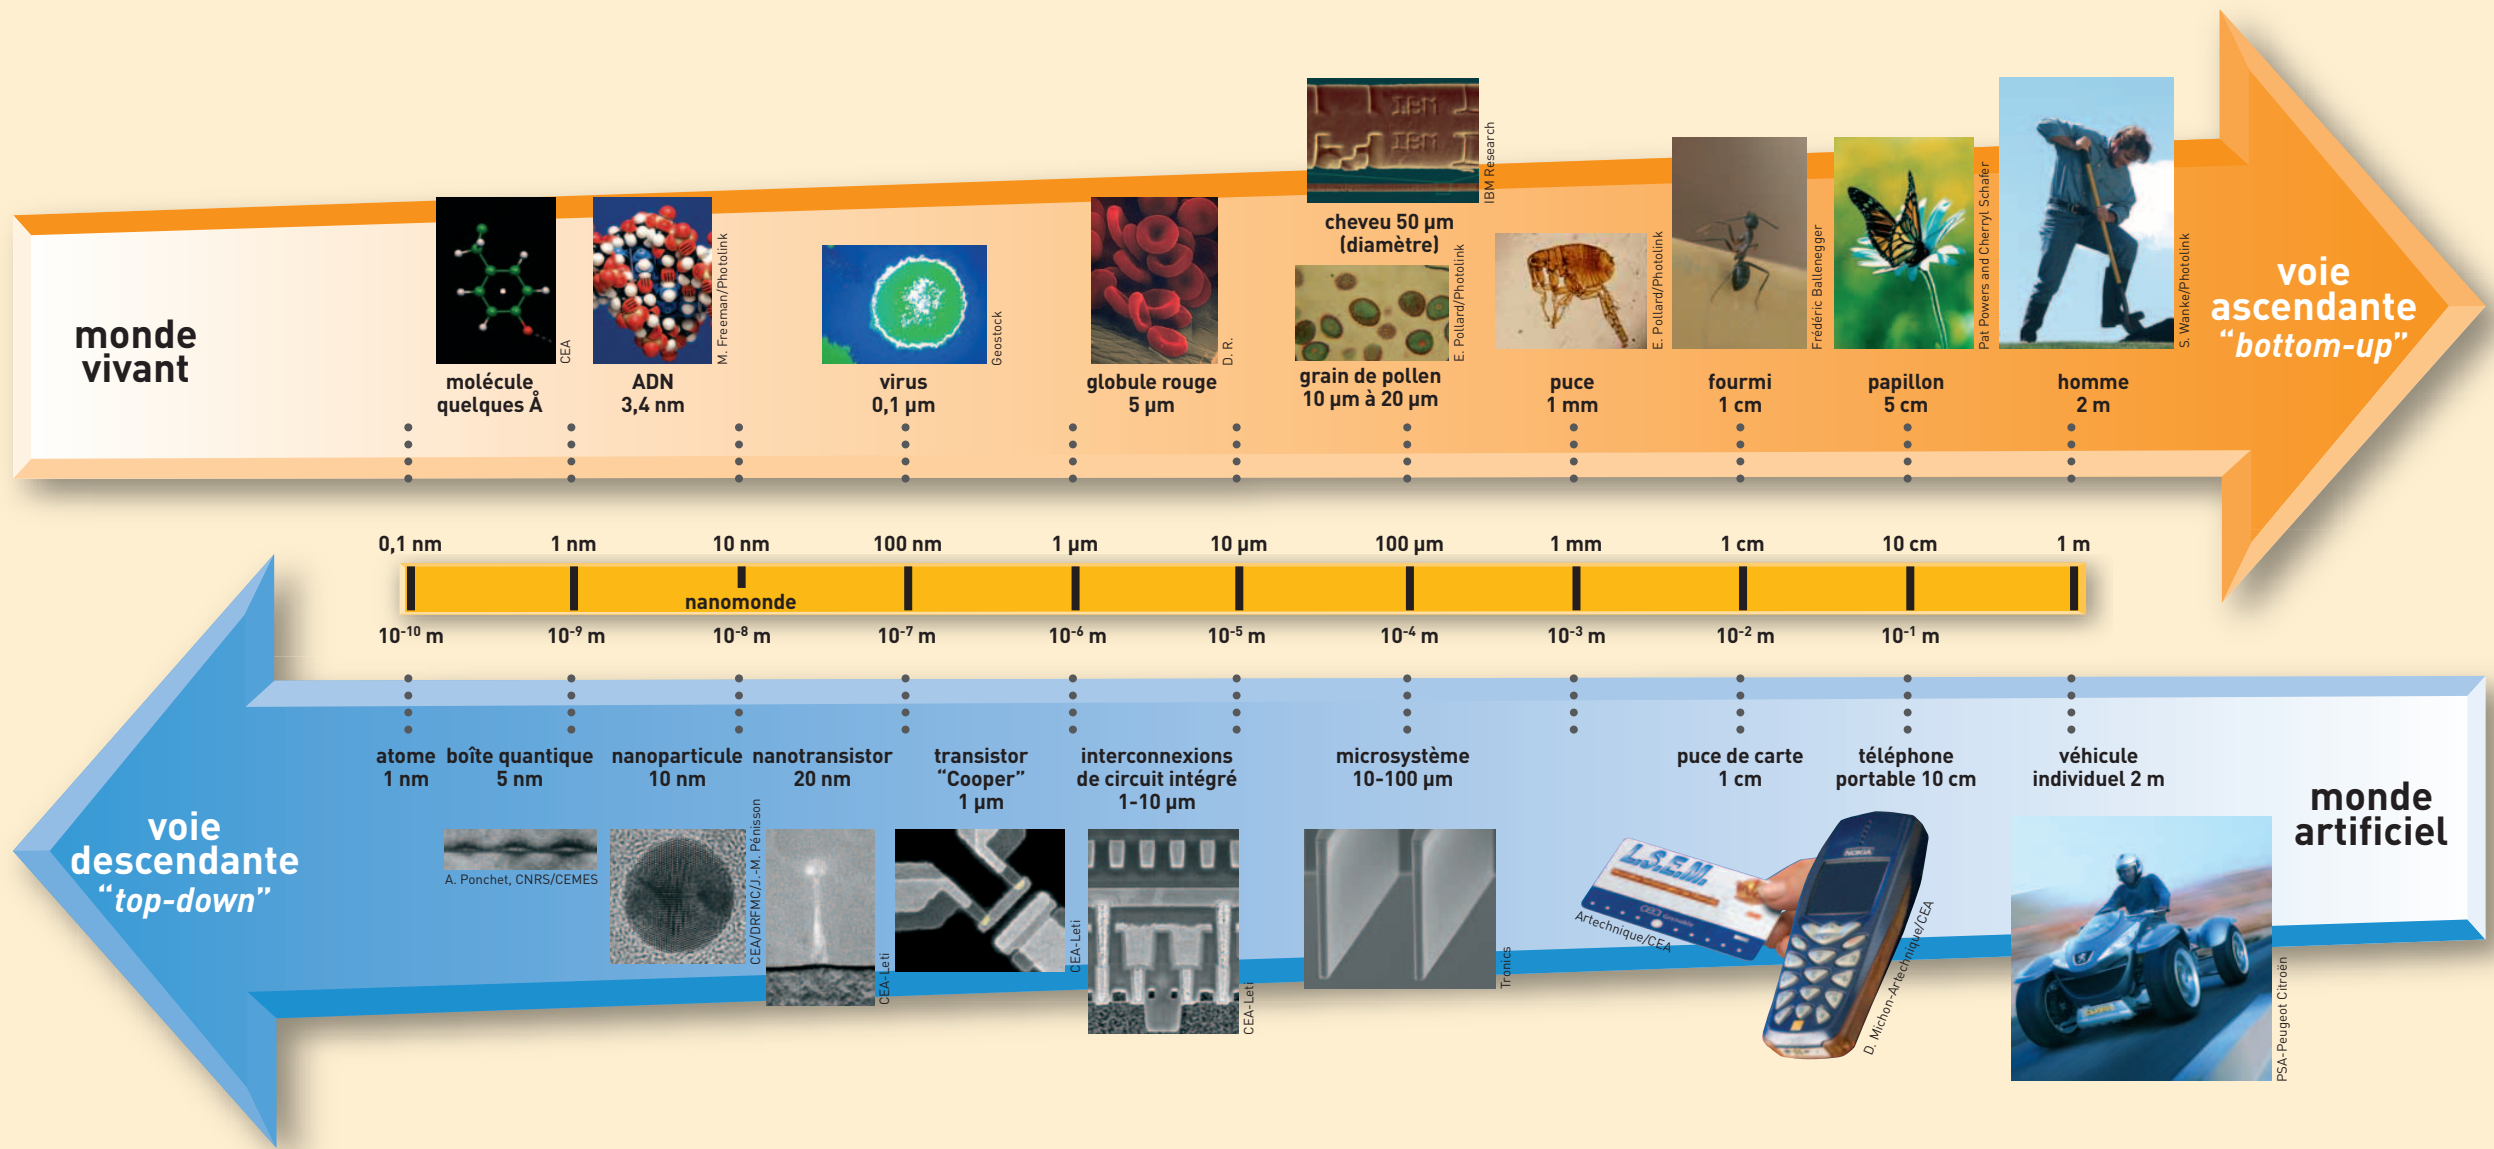 IBM
IBM
IBM Research
cheveu 50 µm
(diamètre)
monde
vivant
CEA
molécule
quelques Å
M. Freeman/Photolink
ADN
3,4 nm
Geostock
virus
0,1 µm
D. R.
globule rouge
5 µm
E. Pollard/Photolink
grain de pollen
10 µm à 20 µm
E. Pollard/Photolink
puce
1 mm
Frédéric Ballenegger
fourmi
1 cm
Pat Powers and Cherryl Schafer
papillon
5 cm
S. Wanke/Photolink
homme
2 m
voie
ascendante
“bottom-up”
0,1 nm 1 nm 10 nm 100 nm 1 µm 10 µm 100 µm 1 mm 1 cm 10 cm 1 m
nanomonde
10-10 m 10-9 m 10-8 m 10-7 m 10-6 m 10-5 m 10-4 m 10-3 m 10-2 m 10-1 m
voie
descendante
“top-down”
atome
1 nm
boîte quantique
5 nm
A. Ponchet, CNRS/CEMES
nanoparticule
10 nm
CEA/DRFMC/J.-M. Pénisson
nanotransistor
20 nm
CEA-Leti
transistor
“Cooper”
1 µm
CEA-Leti
interconnexions
de circuit intégré
1-10 µm
CEA-Leti
microsystème
10-100 µm
Tronics
puce de carte
1 cm
L.S.E.M.
Artechnique/CEA
téléphone
portable 10 cm
NOKIA
D. Michon-Artechnique/CEA
véhicule
individuel 2 m
PSA-Peugeot Citroën
monde
artificiel